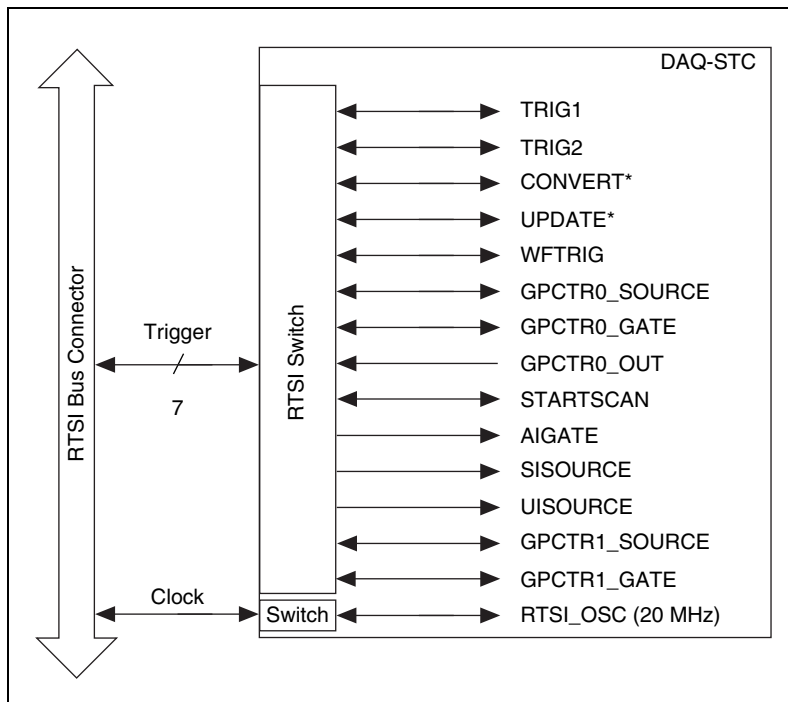 DAQ-STC
RTSI Bus Connector
Trigger
7
Clock
RTSI Switch
Switch
TRIG1
TRIG2
CONVERT*
UPDATE*
WFTRIG
GPCTR0_SOURCE
GPCTR0_GATE
GPCTR0_OUT
STARTSCAN
AIGATE
SISOURCE
UISOURCE
GPCTR1_SOURCE
GPCTR1_GATE
RTSI_OSC (20 MHz)